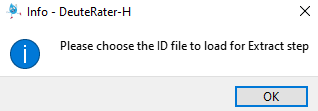 Info - DeuteRater-H
Please choose the ID file to load for Extract step
OK